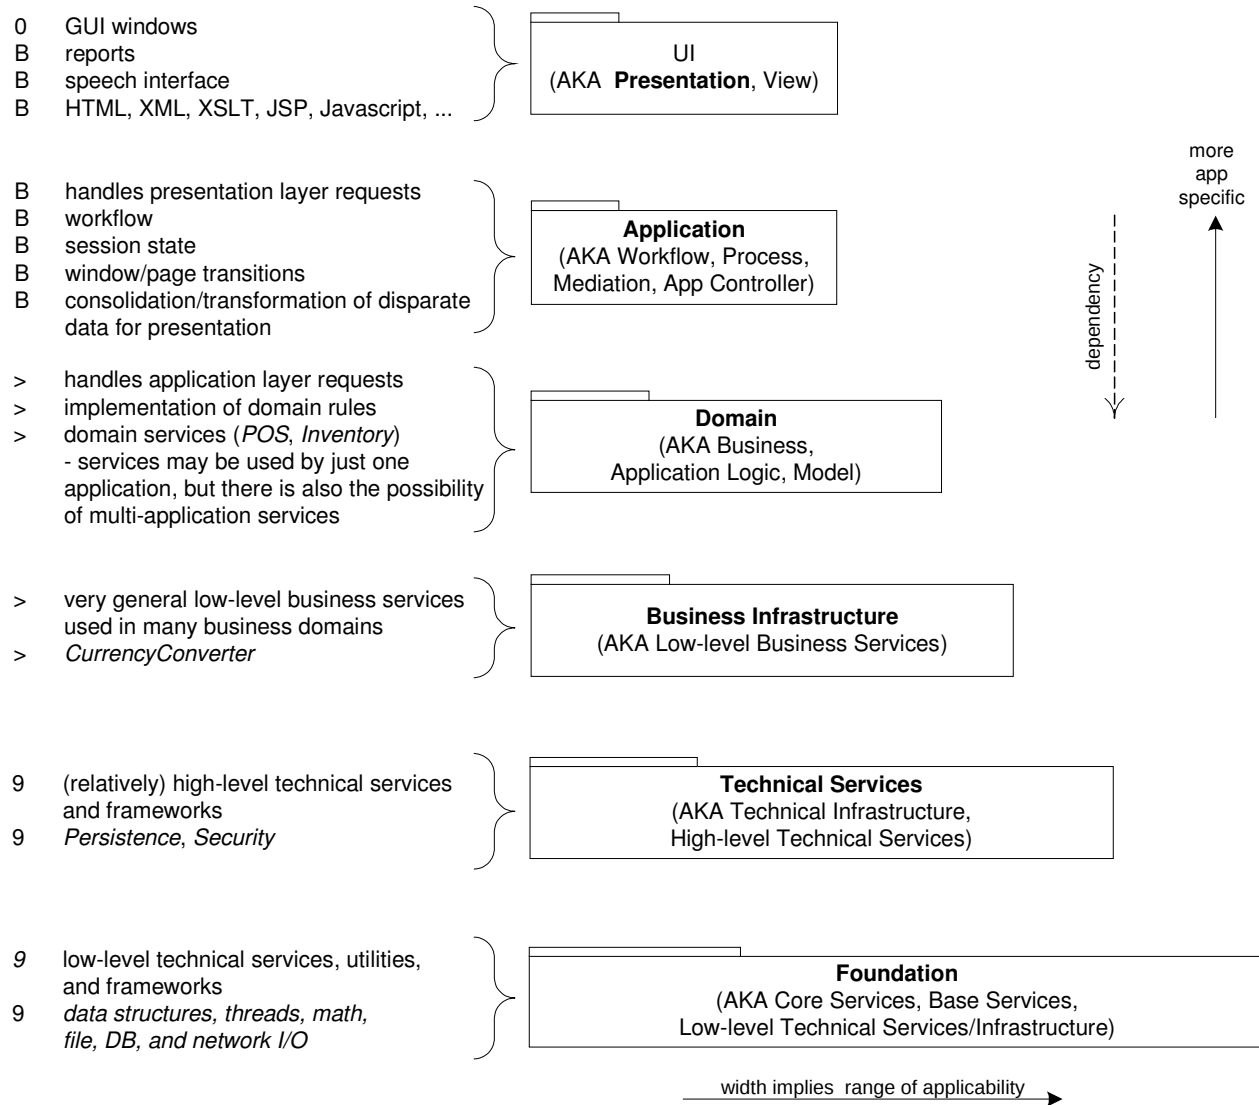 0 GUI windows
B reports
B speech interface
B HTML, XML, XSLT, JSP, Javascript, ...
UI
(AKA Presentation, View)
more
app
specific
B handles presentation layer requests
B workflow
B session state
B window/page transitions
B consolidation/transformation of disparate
data for presentation
Application
(AKA Workflow, Process,
Mediation, App Controller)
dependency
> handles application layer requests
> implementation of domain rules
> domain services (POS, Inventory)
- services may be used by just one
application, but there is also the possibility
of multi-application services
Domain
(AKA Business,
Application Logic, Model)
> very general low-level business services
used in many business domains
> CurrencyConverter
Business Infrastructure
(AKA Low-level Business Services)
9 (relatively) high-level technical services
and frameworks
9 Persistence, Security
Technical Services
(AKA Technical Infrastructure,
High-level Technical Services)
9 low-level technical services, utilities,
and frameworks
9 data structures, threads, math,
file, DB, and network I/O
Foundation
(AKA Core Services, Base Services,
Low-level Technical Services/Infrastructure)
width implies range of applicability